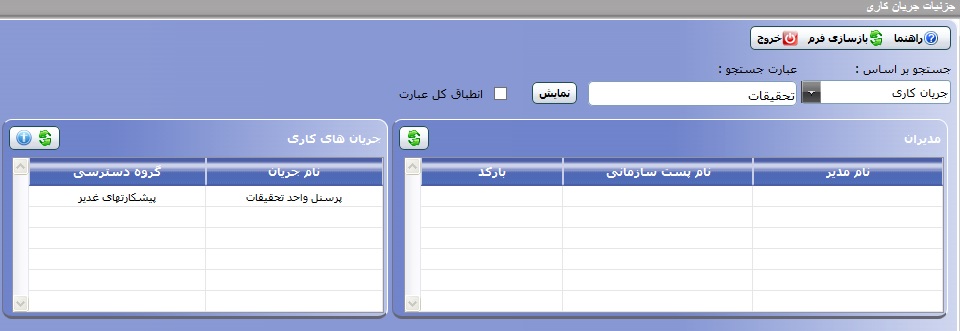 جزئیات جریان کاری
راهنما بازسازی فرم خروج
جستجو بر اساس : عبارت جستجو :
جریان کاری تحقیقات نمایش انطباق کل عبارت
مدیران
نام مدیر نام پست سازمانی بارکد
جریان های کاری
نام جریان گروه دسترسی
پرسنل واحد تحقیقات پیشکارتهای غدیر